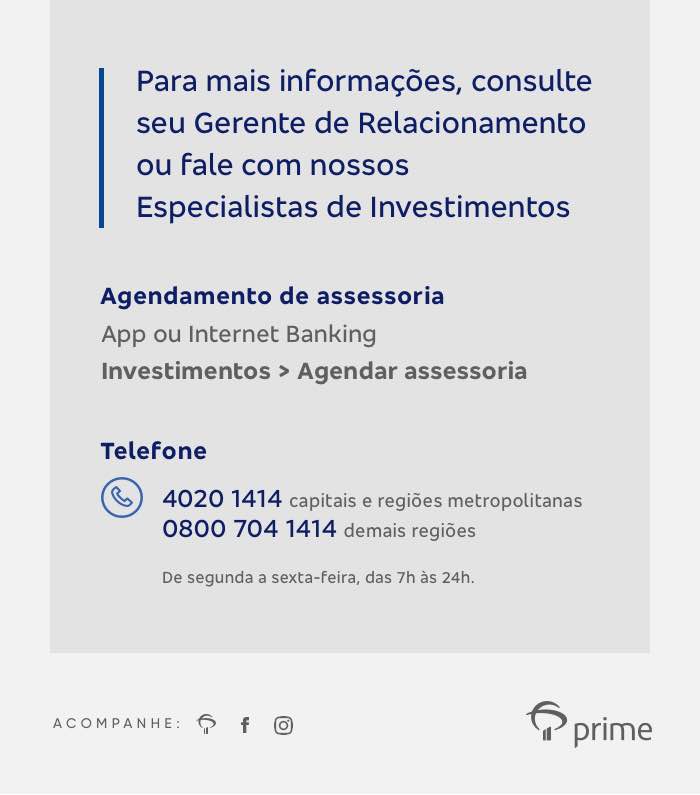 Para mais informações, consulte
seu Gerente de Relacionamento
ou fale com nossos
Especialistas de Investimentos
Agendamento de assessoria
App ou Internet Banking
Investimentos > Agendar assessoria
Telefone
4020 1414 capitais e regiões metropolitanas
0800 704 1414 demais regiões
De segunda a sexta-feira, das 7h às 24h.
ACOMPANHE:
prime